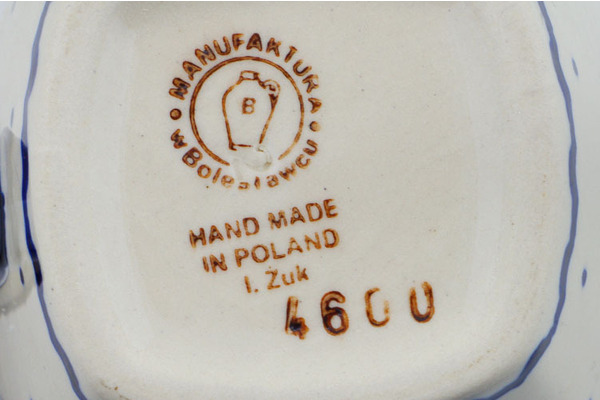 MANUFAKTURA
w Bolesławcu
B
HAND MADE
IN POLAND
I. Żuk
4600